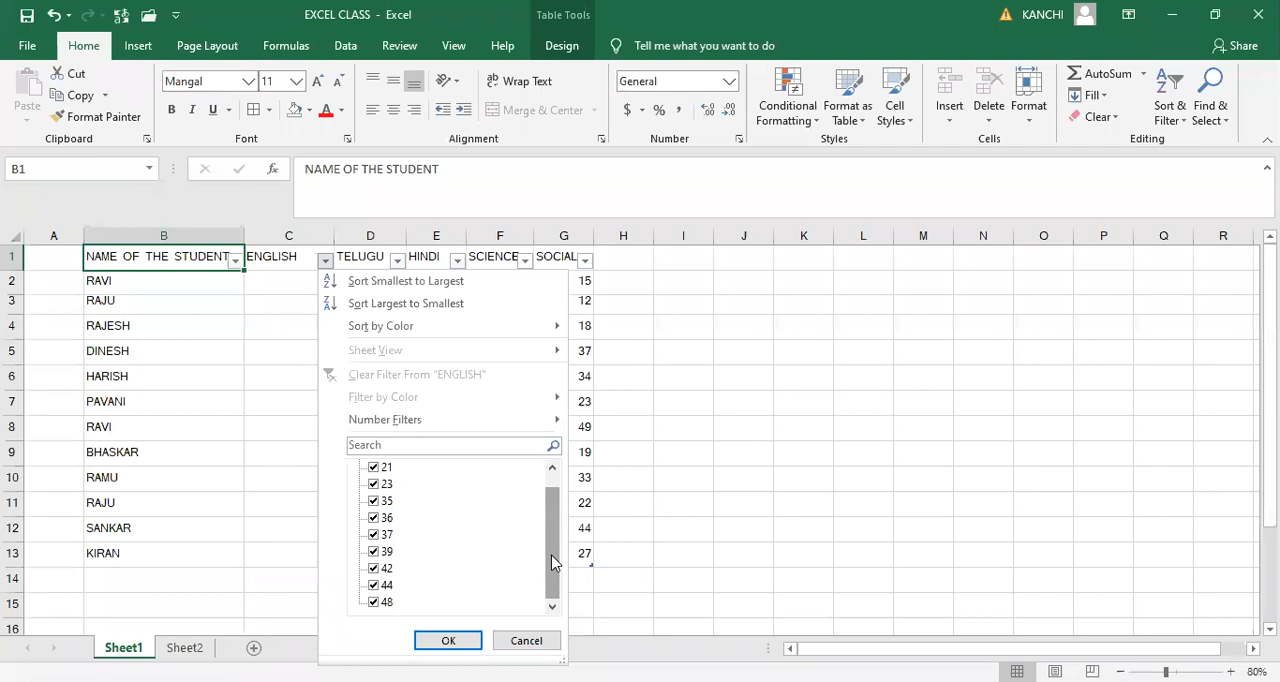 EXCEL CLASS - Excel
Table Tools
KANCHI
File
Home
Insert
Page Layout
Formulas
Data
Review
View
Help
Design
Tell me what you want to do
Share
Paste
Cut
Copy
Format Painter
Clipboard
Mangal
11
B I U
Font
Wrap Text
Merge & Center
Alignment
General
$ % ,
Number
Conditional Formatting
Format as Table
Cell Styles
Styles
Insert
Delete
Format
Cells
AutoSum
Fill
Clear
Sort & Filter
Find & Select
Editing
B1
fx
NAME OF THE STUDENT
A B C D E F G H I J K L M N O P Q R
1 NAME OF THE STUDENT ENGLISH TELUGU HINDI SCIENCE SOCIAL
2 RAVI 15
3 RAJU 12
4 RAJESH 18
5 DINESH 37
6 HARISH 34
7 PAVANI 23
8 RAVI 49
9 BHASKAR 19
10 RAMU 33
11 RAJU 22
12 SANKAR 44
13 KIRAN 27
14
15
16
Sort Smallest to Largest
Sort Largest to Smallest
Sort by Color
Sheet View
Clear Filter From "ENGLISH"
Filter by Color
Number Filters
Search
21
23
35
36
37
39
42
44
48
OK
Cancel
Sheet1
Sheet2
80%